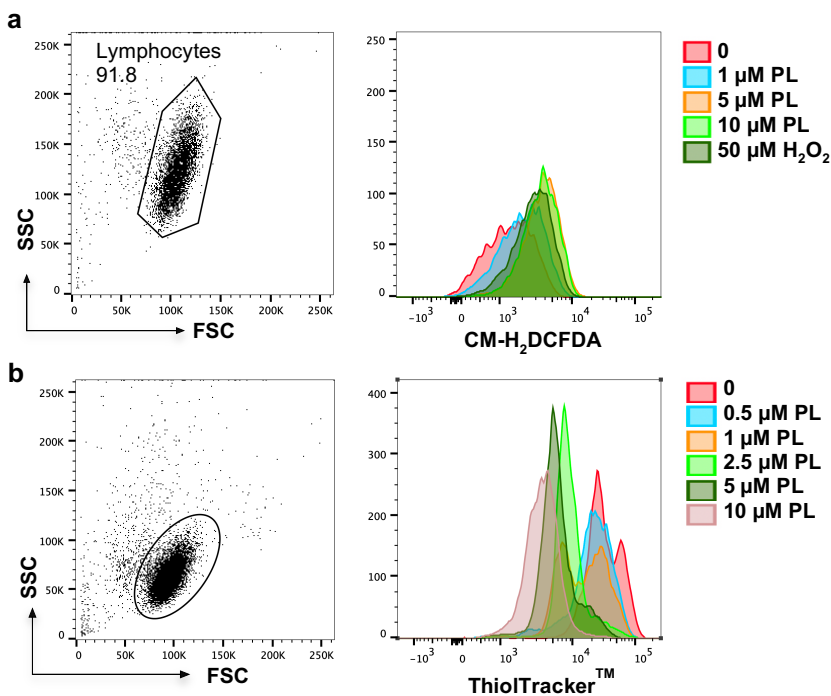 a
Lymphocytes
91.8
250K
200K
150K
100K
50K
0
0 50K 100K 150K 200K 250K
SSC
FSC
250
200
150
100
50
0
-10³ 0 10³ 10⁴ 10⁵
CM-H₂DCFDA
0
1 µM PL
5 µM PL
10 µM PL
50 µM H₂O₂
b
250K
200K
150K
100K
50K
0
0 50K 100K 150K 200K 250K
SSC
FSC
400
300
200
100
0
-10³ 0 10³ 10⁴ 10⁵
ThiolTracker™
0
0.5 µM PL
1 µM PL
2.5 µM PL
5 µM PL
10 µM PL